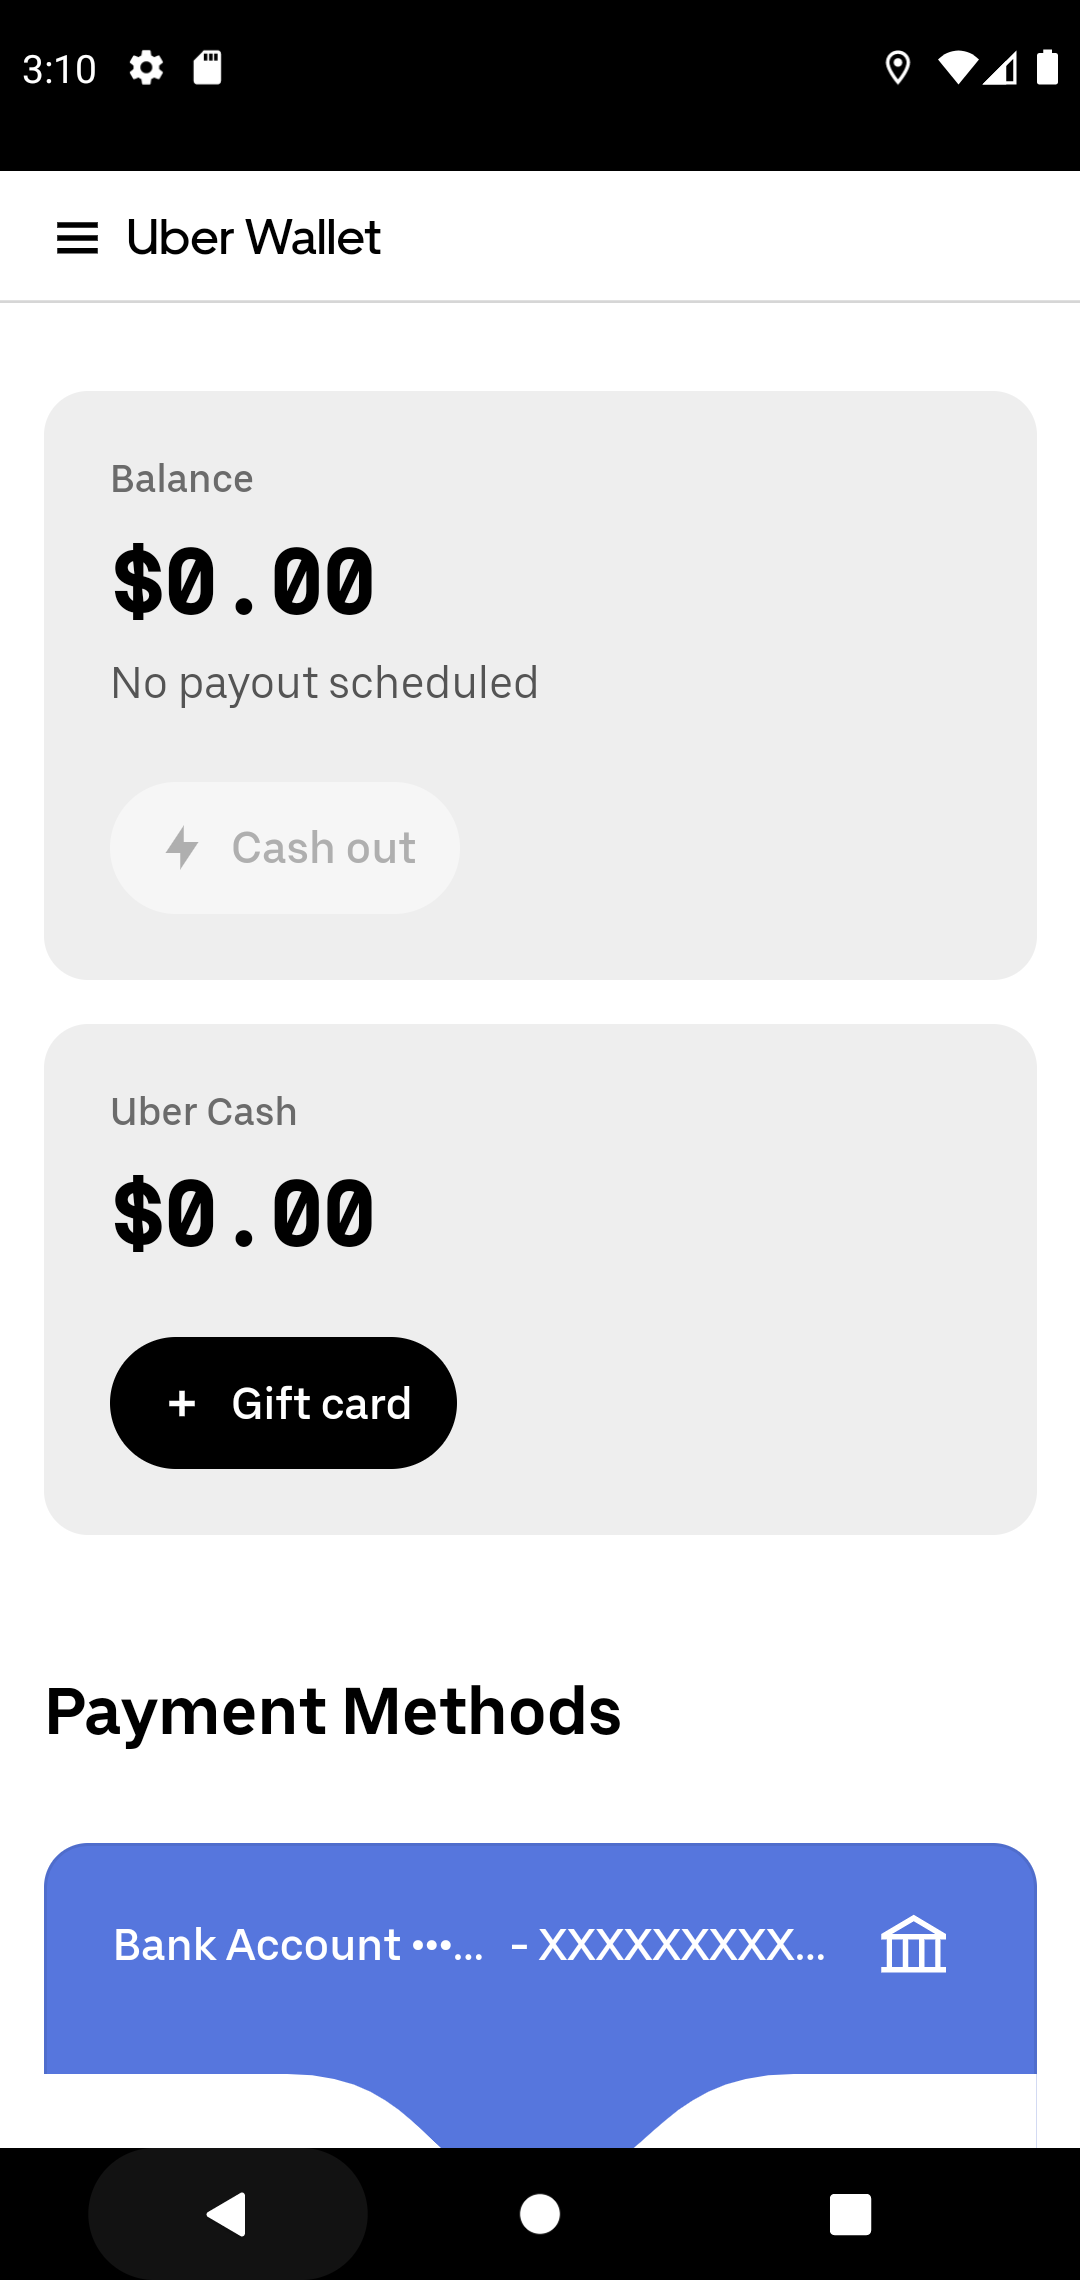 3:10
Uber Wallet
Balance
$0.00
No payout scheduled
Cash out
Uber Cash
$0.00
+ Gift card
Payment Methods
Bank Account •••... - XXXXXXXXX...